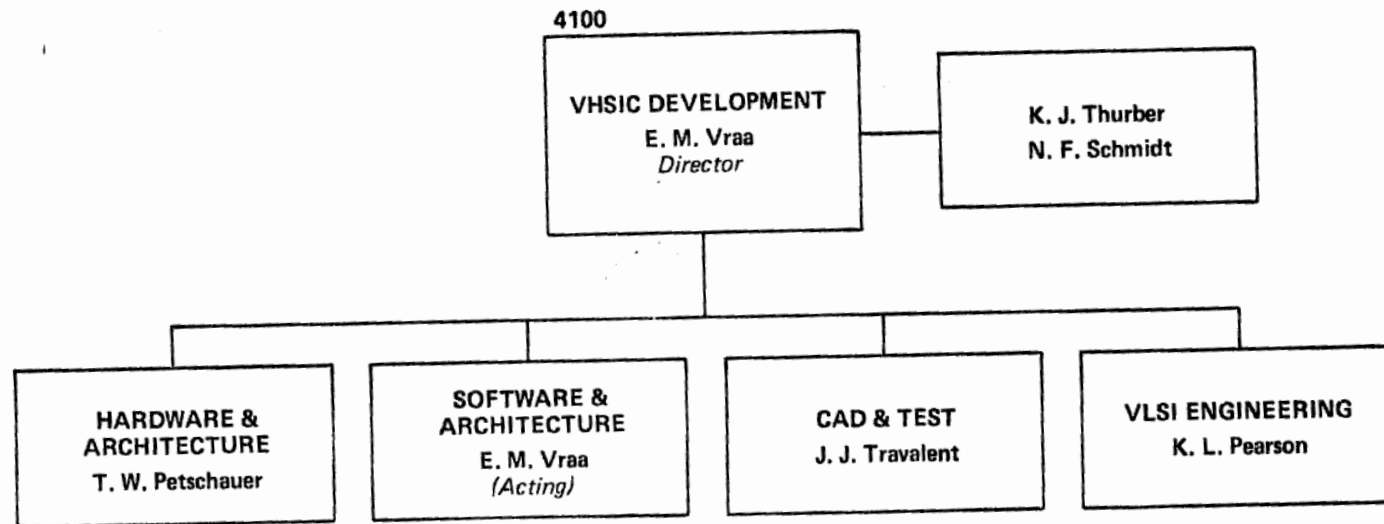 4100
VHSIC DEVELOPMENT
E. M. Vraa
Director
K. J. Thurber
N. F. Schmidt
HARDWARE &
ARCHITECTURE
T. W. Petschauer
SOFTWARE &
ARCHITECTURE
E. M. Vraa
(Acting)
CAD & TEST
J. J. Travalent
VLSI ENGINEERING
K. L. Pearson